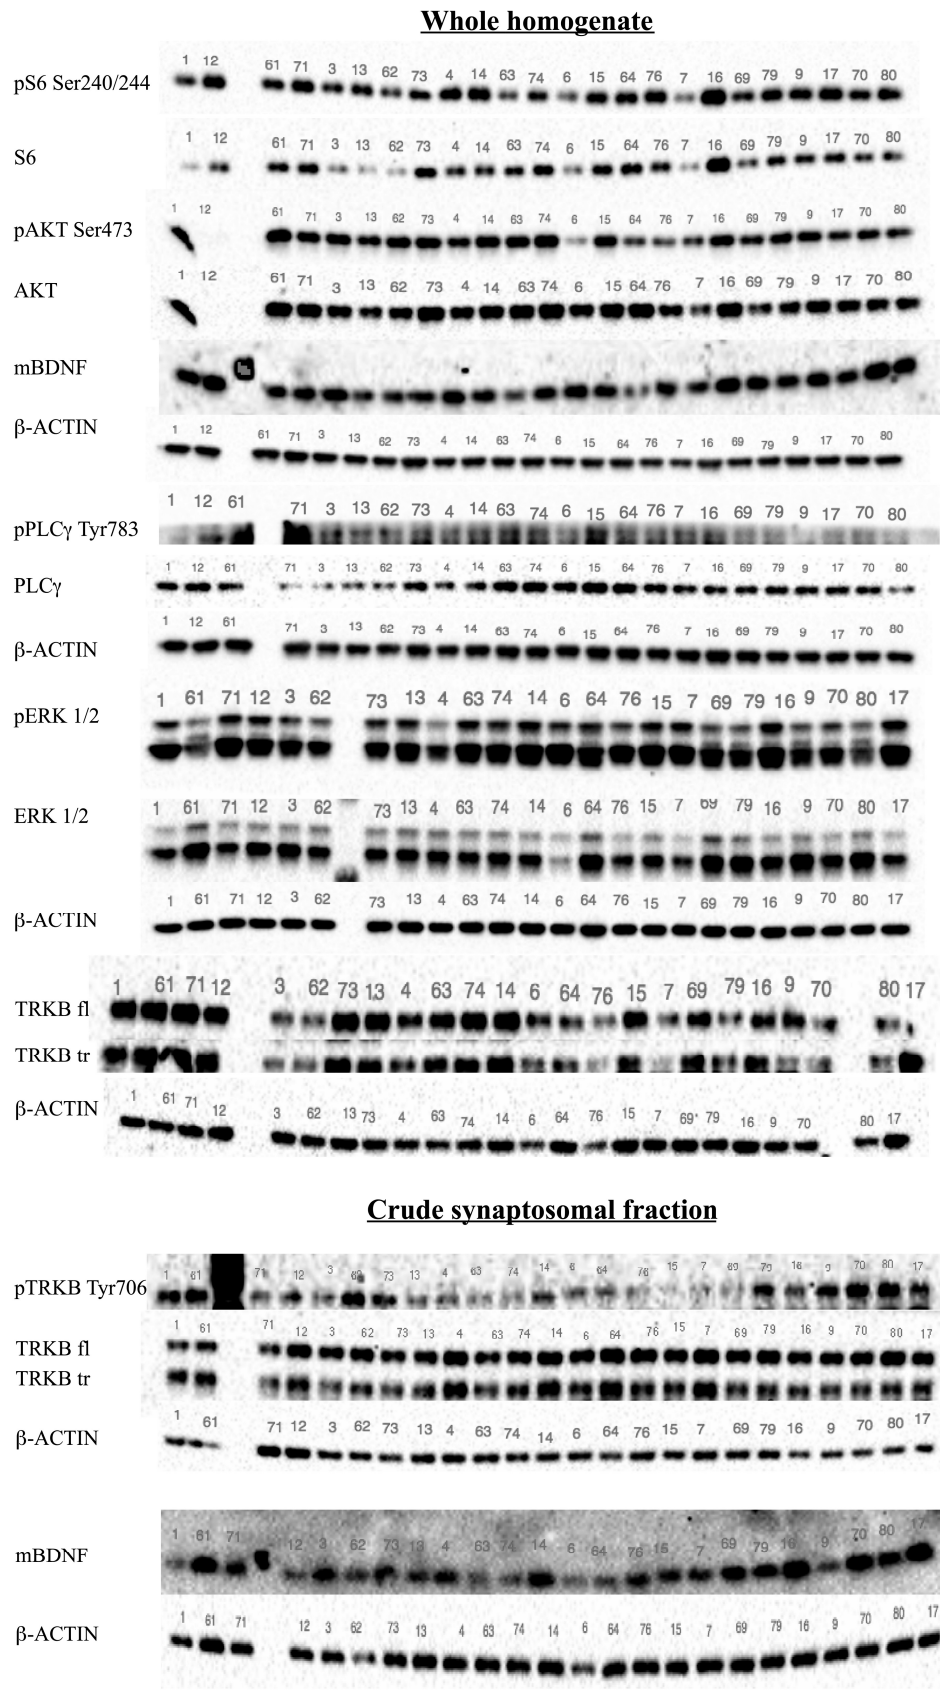 Whole homogenate
pS6 Ser240/244 1 12 61 71 3 13 62 73 4 14 63 74 6 15 64 76 7 16 69 79 9 17 70 80
S6 1 12 61 71 3 13 62 73 4 14 63 74 6 15 64 76 7 16 69 79 9 17 70 80
pAKT Ser473 1 12 61 71 3 13 62 73 4 14 63 74 6 15 64 76 7 16 69 79 9 17 70 80
AKT 1 12 61 71 3 13 62 73 4 14 63 74 6 15 64 76 7 16 69 79 9 17 70 80
mBDNF
β-ACTIN 1 12 61 71 3 13 62 73 4 14 63 74 6 15 64 76 7 16 69 79 9 17 70 80
pPLCγ Tyr783 1 12 61 71 3 13 62 73 4 14 63 74 6 15 64 76 7 16 69 79 9 17 70 80
PLCγ 1 12 61 71 3 13 62 73 4 14 63 74 6 15 64 76 7 16 69 79 9 17 70 80
β-ACTIN 1 12 61 71 3 13 62 73 4 14 63 74 6 15 64 76 7 16 69 79 9 17 70 80
pERK 1/2 1 61 71 12 3 62 73 13 4 63 74 14 6 64 76 15 7 69 79 16 9 70 80 17
ERK 1/2 1 61 71 12 3 62 73 13 4 63 74 14 6 64 76 15 7 69 79 16 9 70 80 17
β-ACTIN 1 61 71 12 3 62 73 13 4 63 74 14 6 64 76 15 7 69 79 16 9 70 80 17
TRKB fl 1 61 71 12 3 62 73 13 4 63 74 14 6 64 76 15 7 69 79 16 9 70 80 17
TRKB tr
β-ACTIN 1 61 71 12 3 62 13 73 4 63 74 14 6 64 76 15 7 69 79 16 9 70 80 17
Crude synaptosomal fraction
pTRKB Tyr706 1 61 71 12 3 69 73 13 4 63 74 14 6 64 76 15 7 69 79 16 9 70 80 17
TRKB fl 1 61 71 12 3 62 73 13 4 63 74 14 6 64 76 15 7 69 79 16 9 70 80 17
TRKB tr
β-ACTIN 1 61 71 12 3 62 73 13 4 63 74 14 6 64 76 15 7 69 79 16 9 70 80 17
mBDNF 1 61 71 12 3 62 73 13 4 63 74 14 6 64 76 15 7 69 79 16 9 70 80 17
β-ACTIN 1 61 71 12 3 62 73 13 4 63 74 14 6 64 76 15 7 69 79 16 9 70 80 17